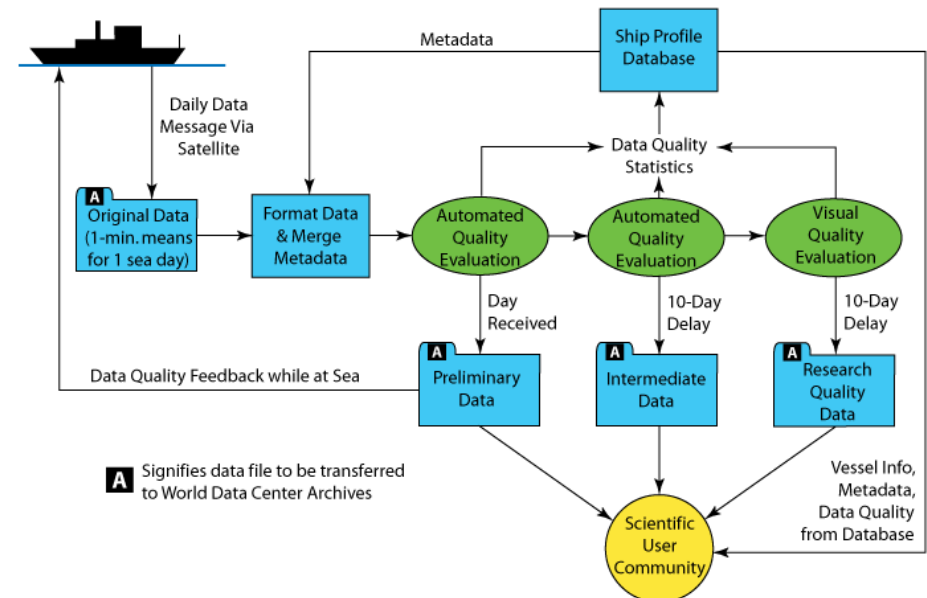 Metadata
Ship Profile
Database
Daily Data
Message Via
Satellite
Data Quality
Statistics
A
Original Data
(1-min. means
for 1 sea day)
Format Data
& Merge
Metadata
Automated
Quality
Evaluation
Automated
Quality
Evaluation
Visual
Quality
Evaluation
Day
Received
10-Day
Delay
10-Day
Delay
A
Preliminary
Data
A
Intermediate
Data
A
Research
Quality
Data
Data Quality Feedback while at Sea
A
Signifies data file to be transferred
to World Data Center Archives
Vessel Info,
Metadata,
Data Quality
from Database
Scientific
User
Community